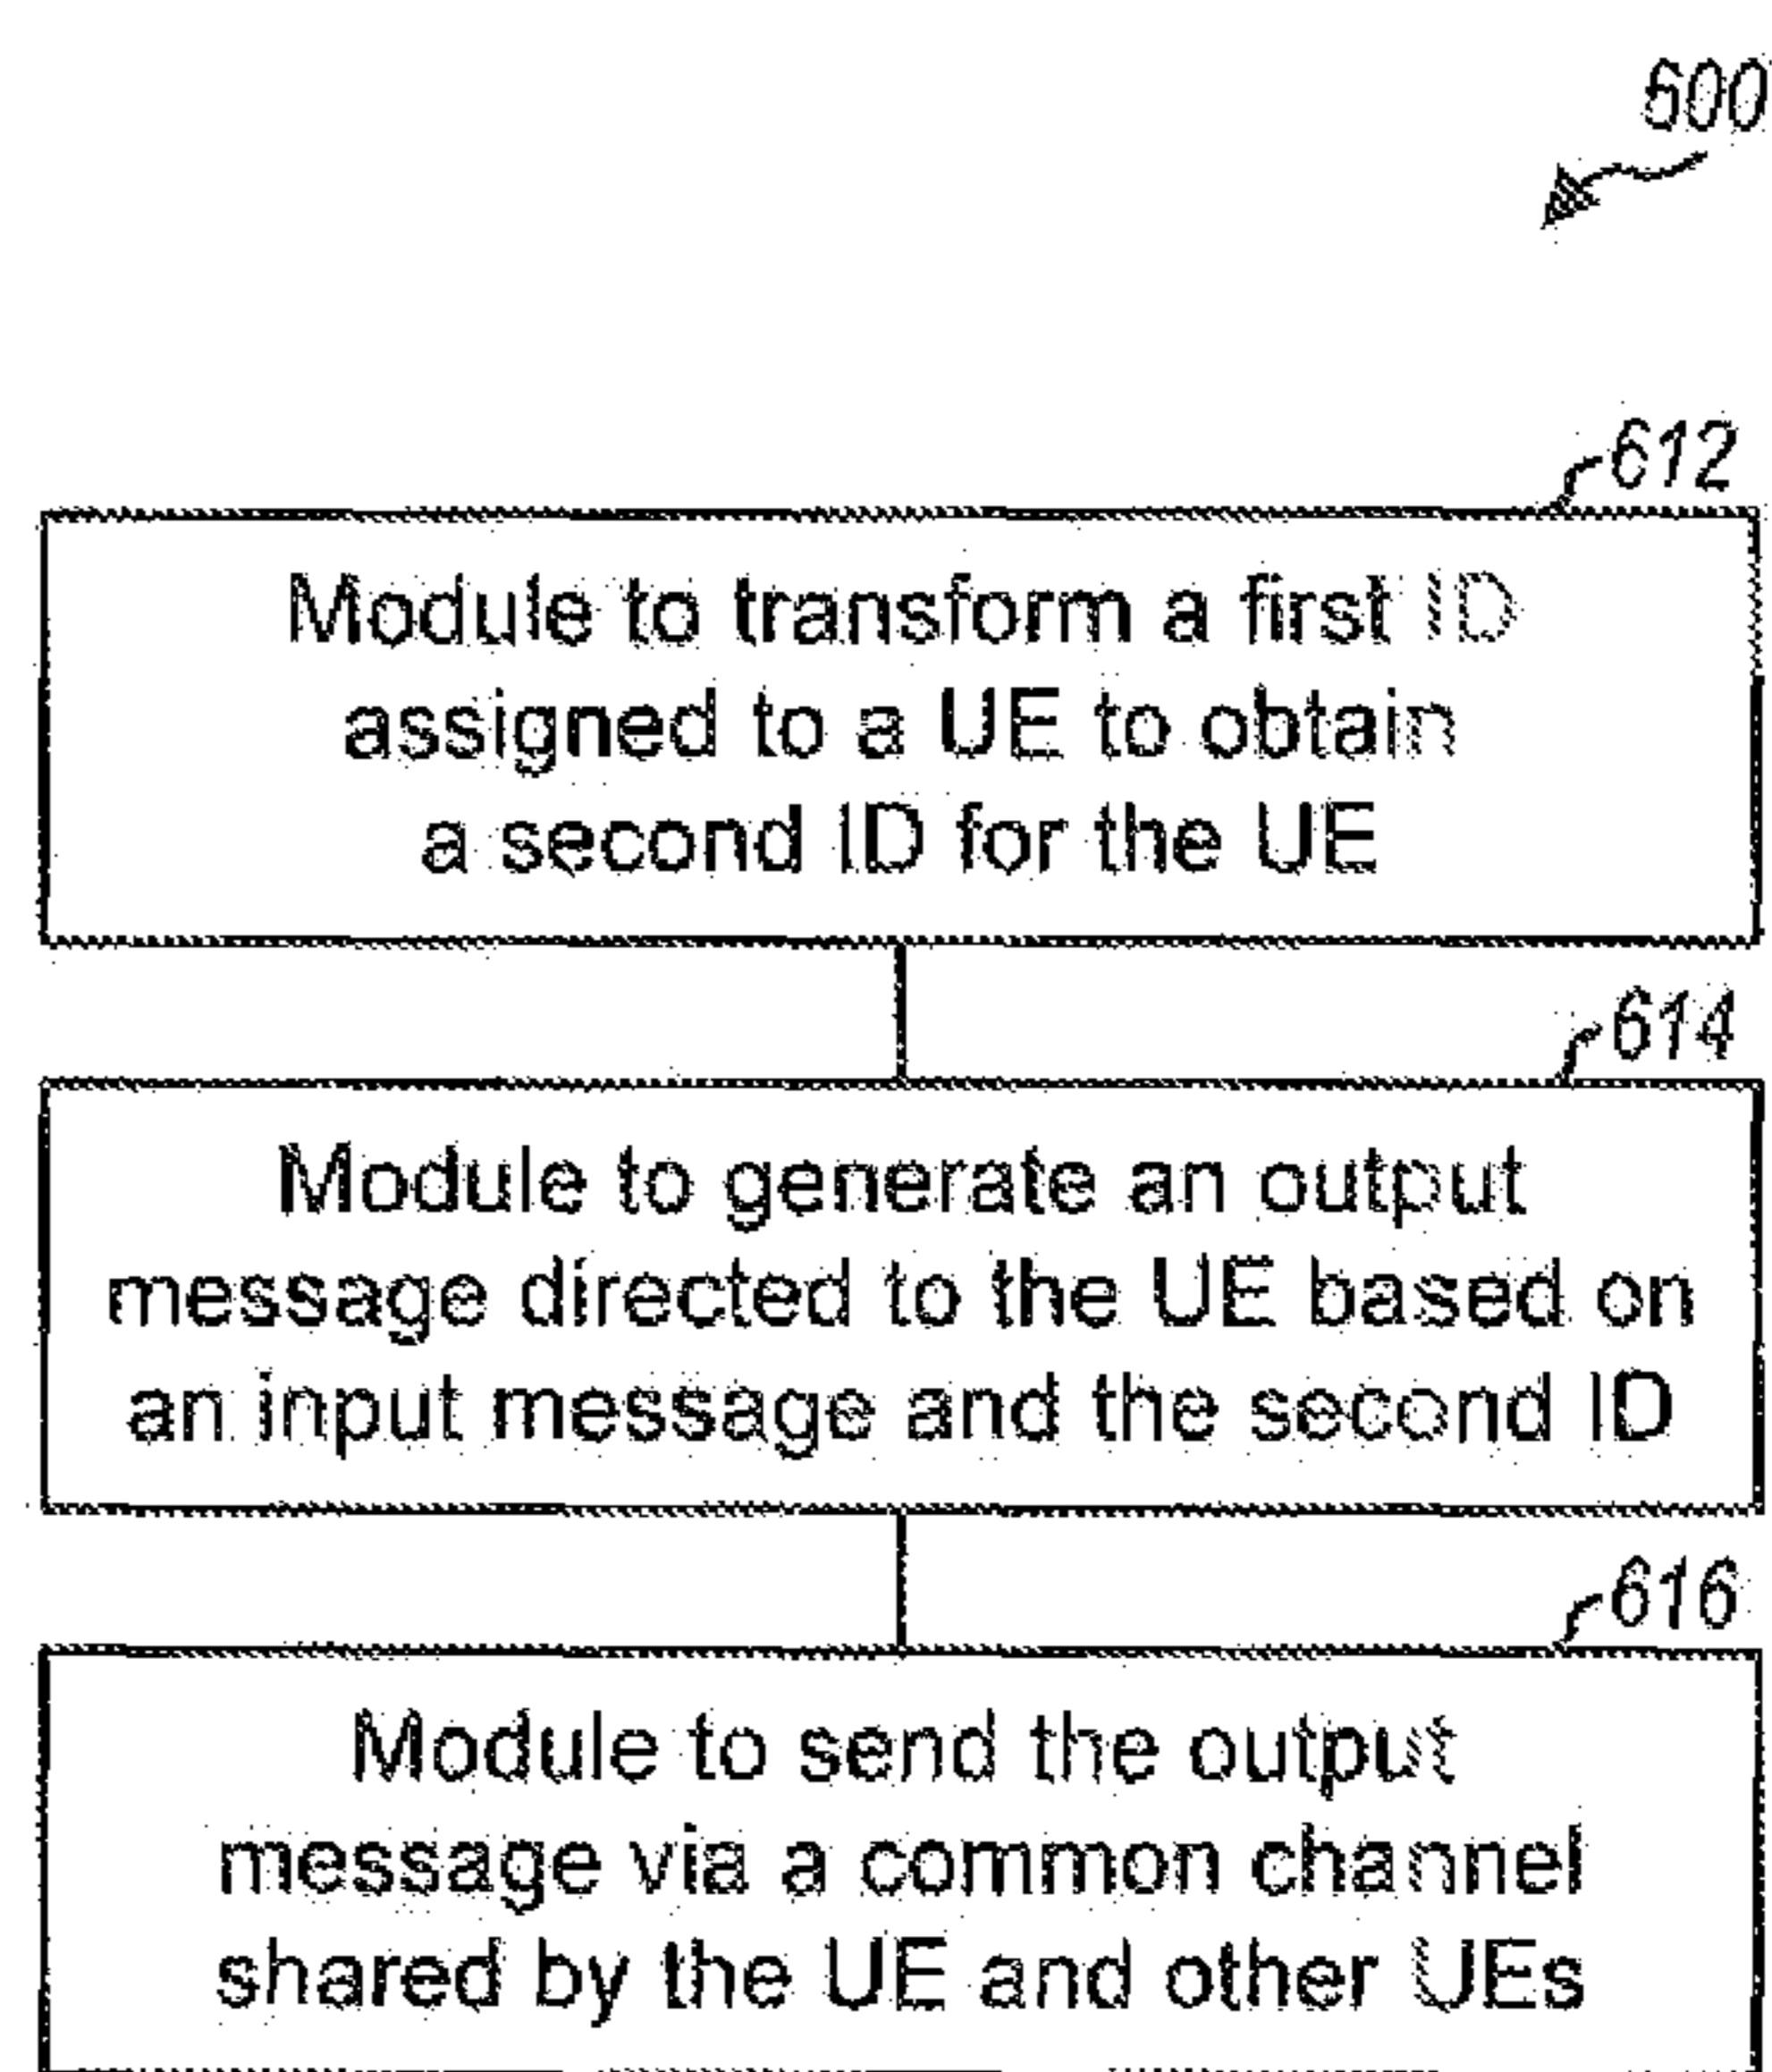 600
612
Module to transform a first ID
assigned to a UE to obtain
a second ID for the UE
614
Module to generate an output
message directed to the UE based on
an input message and the second ID
616
Module to send the output
message via a common channel
shared by the UE and other UEs